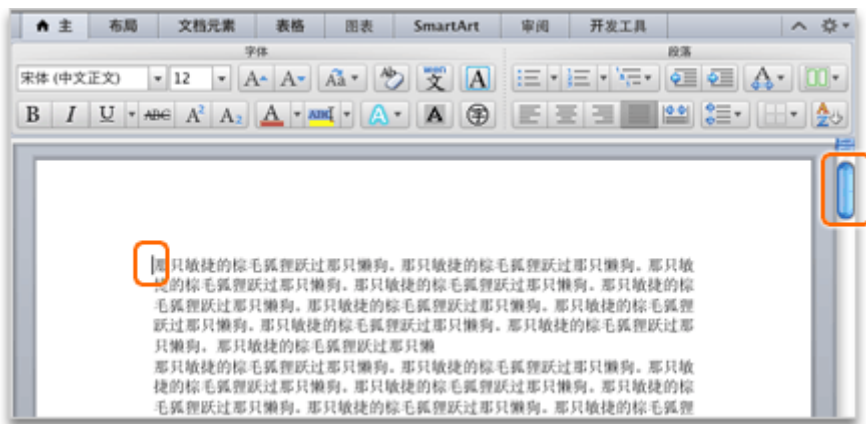 主 布局 文档元素 表格 图表 SmartArt 审阅 开发工具
字体 段落
宋体 (中文正文) 12 A A Aa Ab wén 文 A
B I U ABC A² A₂ A ABC A A 字 A Z
那只敏捷的棕毛狐狸跃过那只懒狗。那只敏捷的棕毛狐狸跃过那只懒狗。那只敏
捷的棕毛狐狸跃过那只懒狗。那只敏捷的棕毛狐狸跃过那只懒狗。那只敏捷的棕
毛狐狸跃过那只懒狗。那只敏捷的棕毛狐狸跃过那只懒狗。那只敏捷的棕毛狐狸
跃过那只懒狗。那只敏捷的棕毛狐狸跃过那只懒狗。那只敏捷的棕毛狐狸跃过那
只懒狗。那只敏捷的棕毛狐狸跃过那只懒
那只敏捷的棕毛狐狸跃过那只懒狗。那只敏捷的棕毛狐狸跃过那只懒狗。那只敏
捷的棕毛狐狸跃过那只懒狗。那只敏捷的棕毛狐狸跃过那只懒狗。那只敏捷的棕
毛狐狸跃过那只懒狗。那只敏捷的棕毛狐狸跃过那只懒狗。那只敏捷的棕毛狐狸